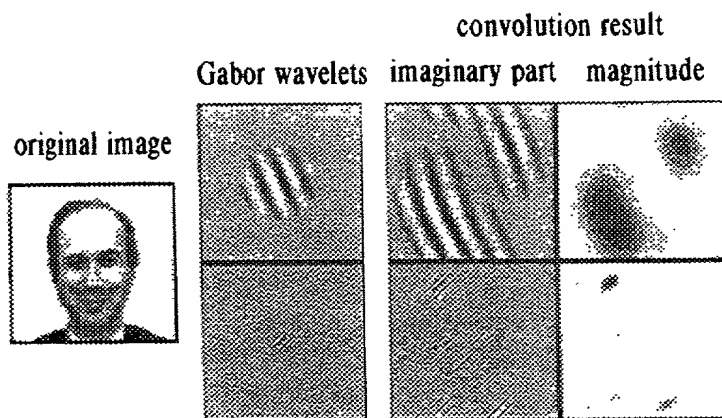 convolution result
Gabor wavelets imaginary part magnitude
original image